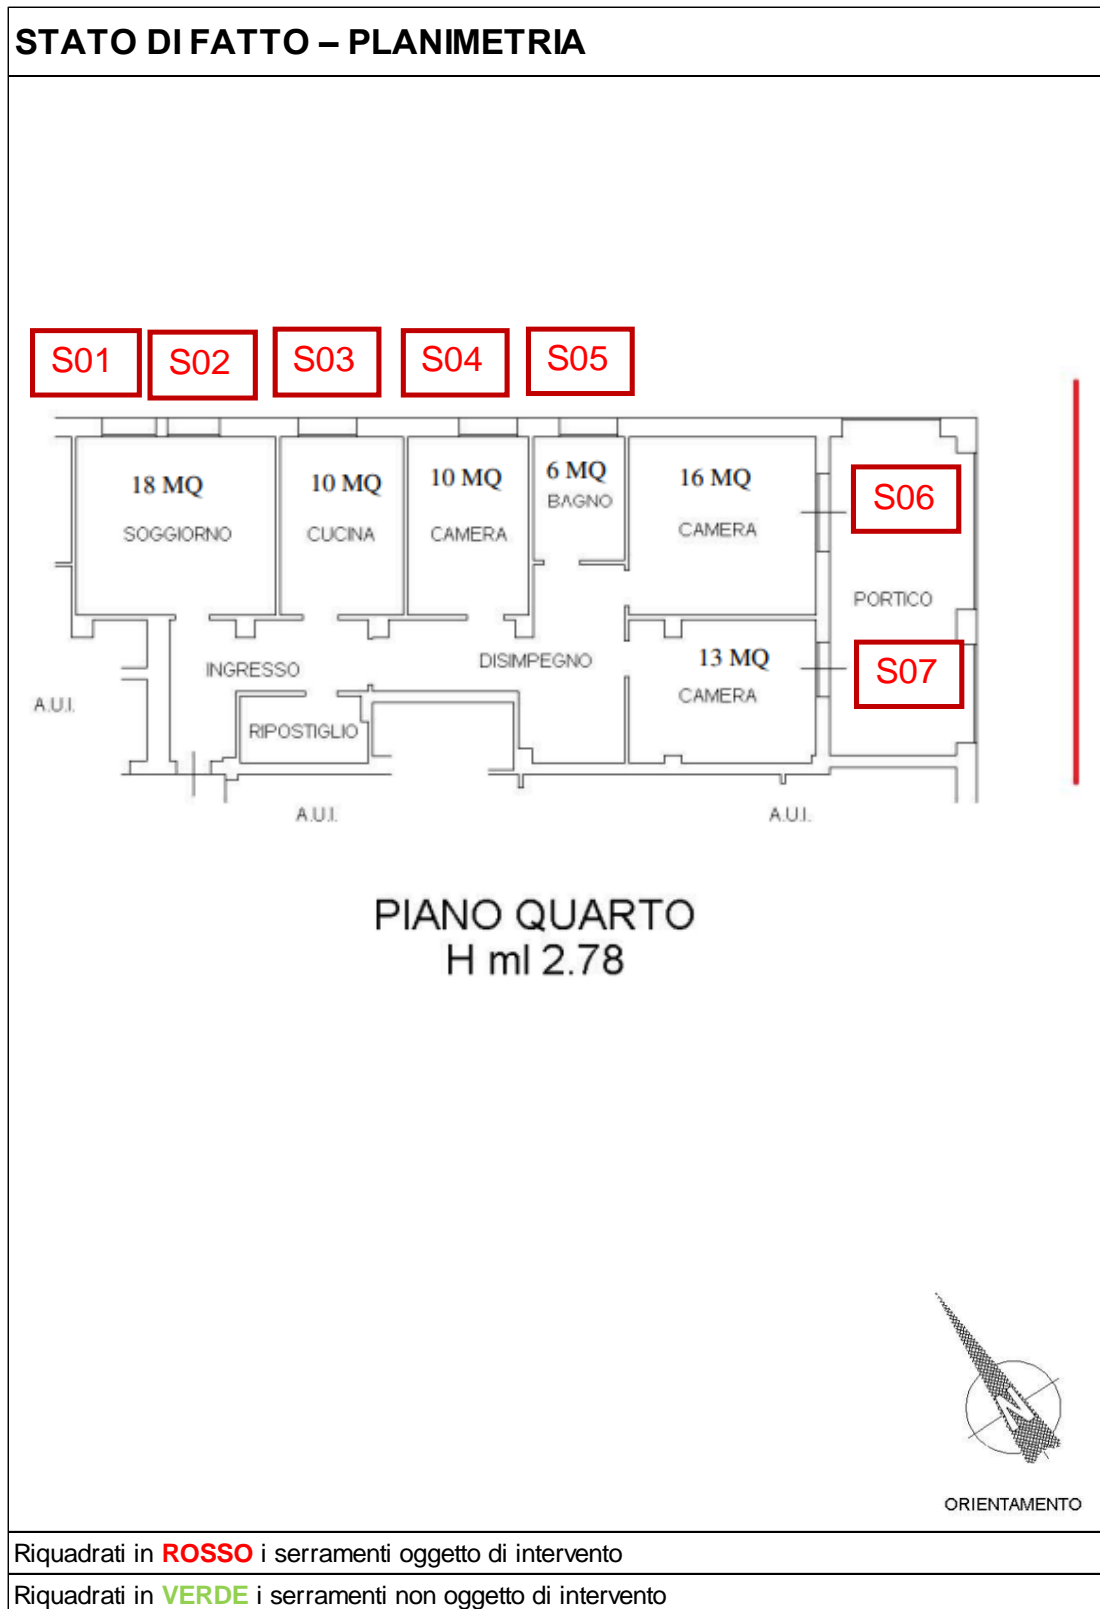 STATO DI FATTO – PLANIMETRIA
S01 S02 S03 S04 S05
18 MQ
SOGGIORNO
10 MQ
CUCINA
10 MQ
CAMERA
6 MQ
BAGNO
16 MQ
CAMERA
S06
PORTICO
INGRESSO
DISIMPEGNO
13 MQ
CAMERA
S07
A.U.I.
RIPOSTIGLIO
A.U.I.
A.U.I.
PIANO QUARTO
H ml 2.78
N
ORIENTAMENTO
Riquadrati in ROSSO i serramenti oggetto di intervento
Riquadrati in VERDE i serramenti non oggetto di intervento